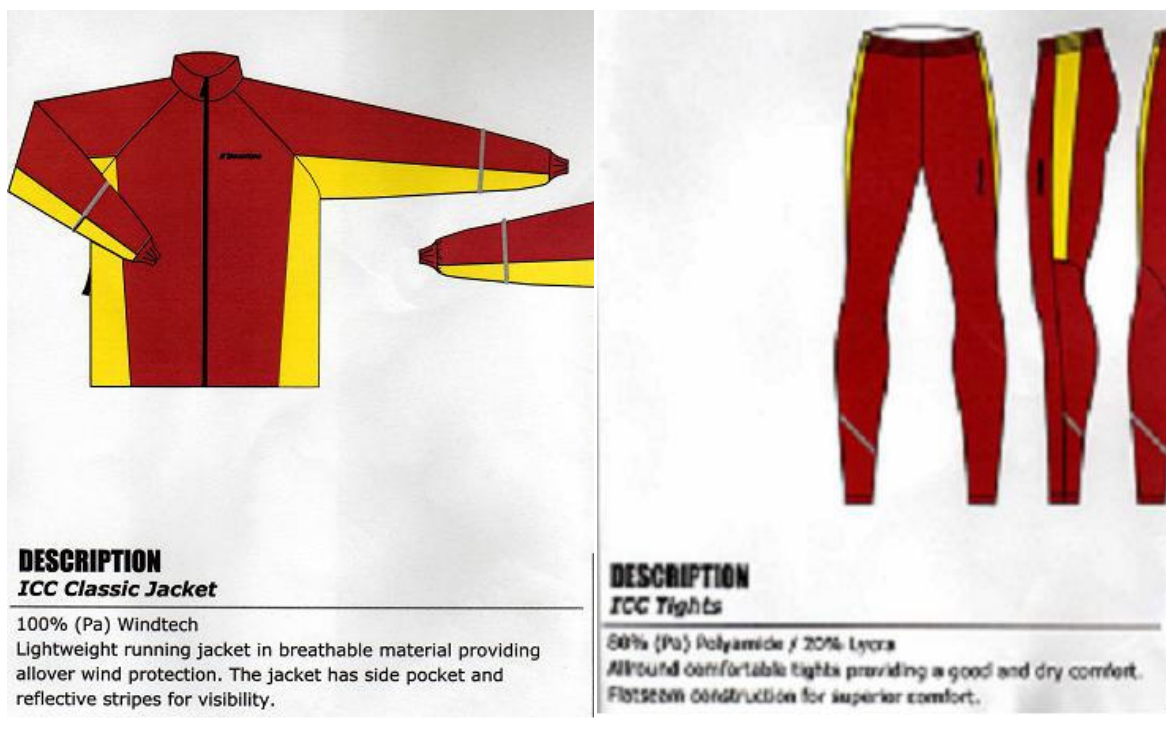 DESCRIPTION
ICC Classic Jacket
100% (Pa) Windtech
Lightweight running jacket in breathable material providing
allover wind protection. The jacket has side pocket and
reflective stripes for visibility.
DESCRIPTION
ICC Tights
80% (Pa) Polyamide / 20% Lycra
Allround comfortable tights providing a good and dry comfort.
Flatseam construction for superior comfort.